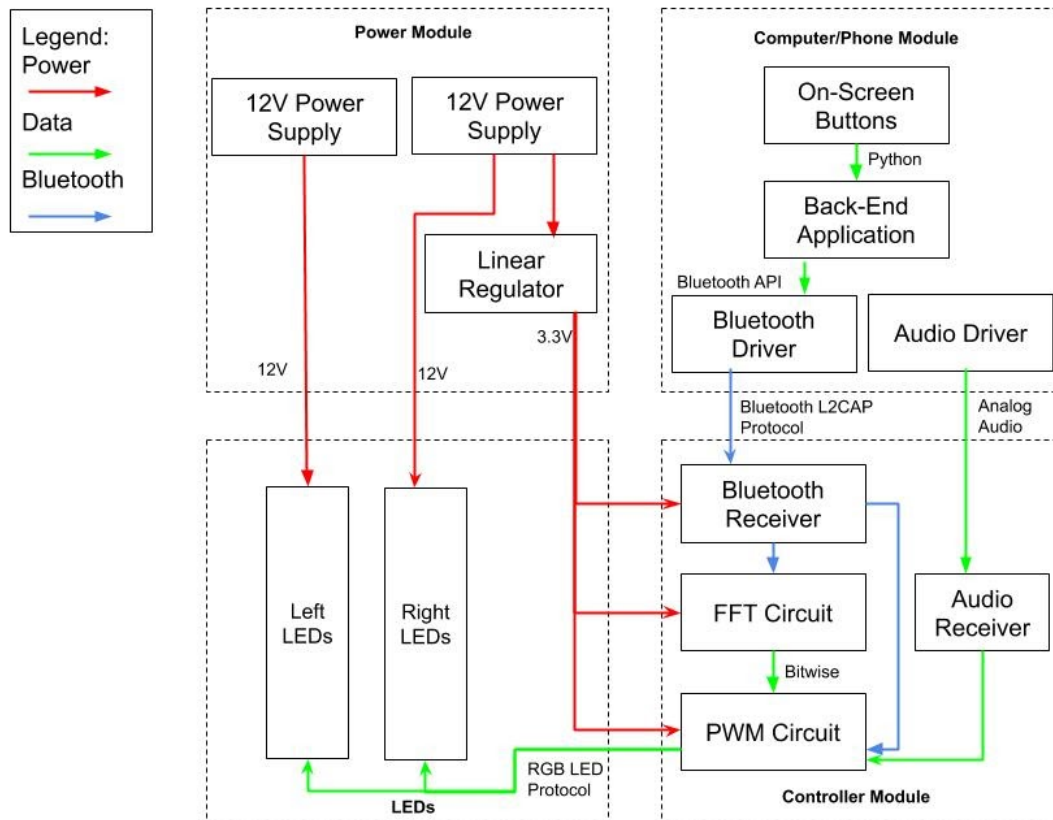 Legend:
Power
Data
Bluetooth
Power Module
12V Power
Supply
12V Power
Supply
Linear
Regulator
3.3V
12V
12V
Computer/Phone Module
On-Screen
Buttons
Python
Back-End
Application
Bluetooth API
Bluetooth
Driver
Audio Driver
Bluetooth L2CAP
Protocol
Analog
Audio
Left
LEDs
Right
LEDs
RGB LED
Protocol
LEDs
Bluetooth
Receiver
FFT Circuit
Audio
Receiver
Bitwise
PWM Circuit
Controller Module